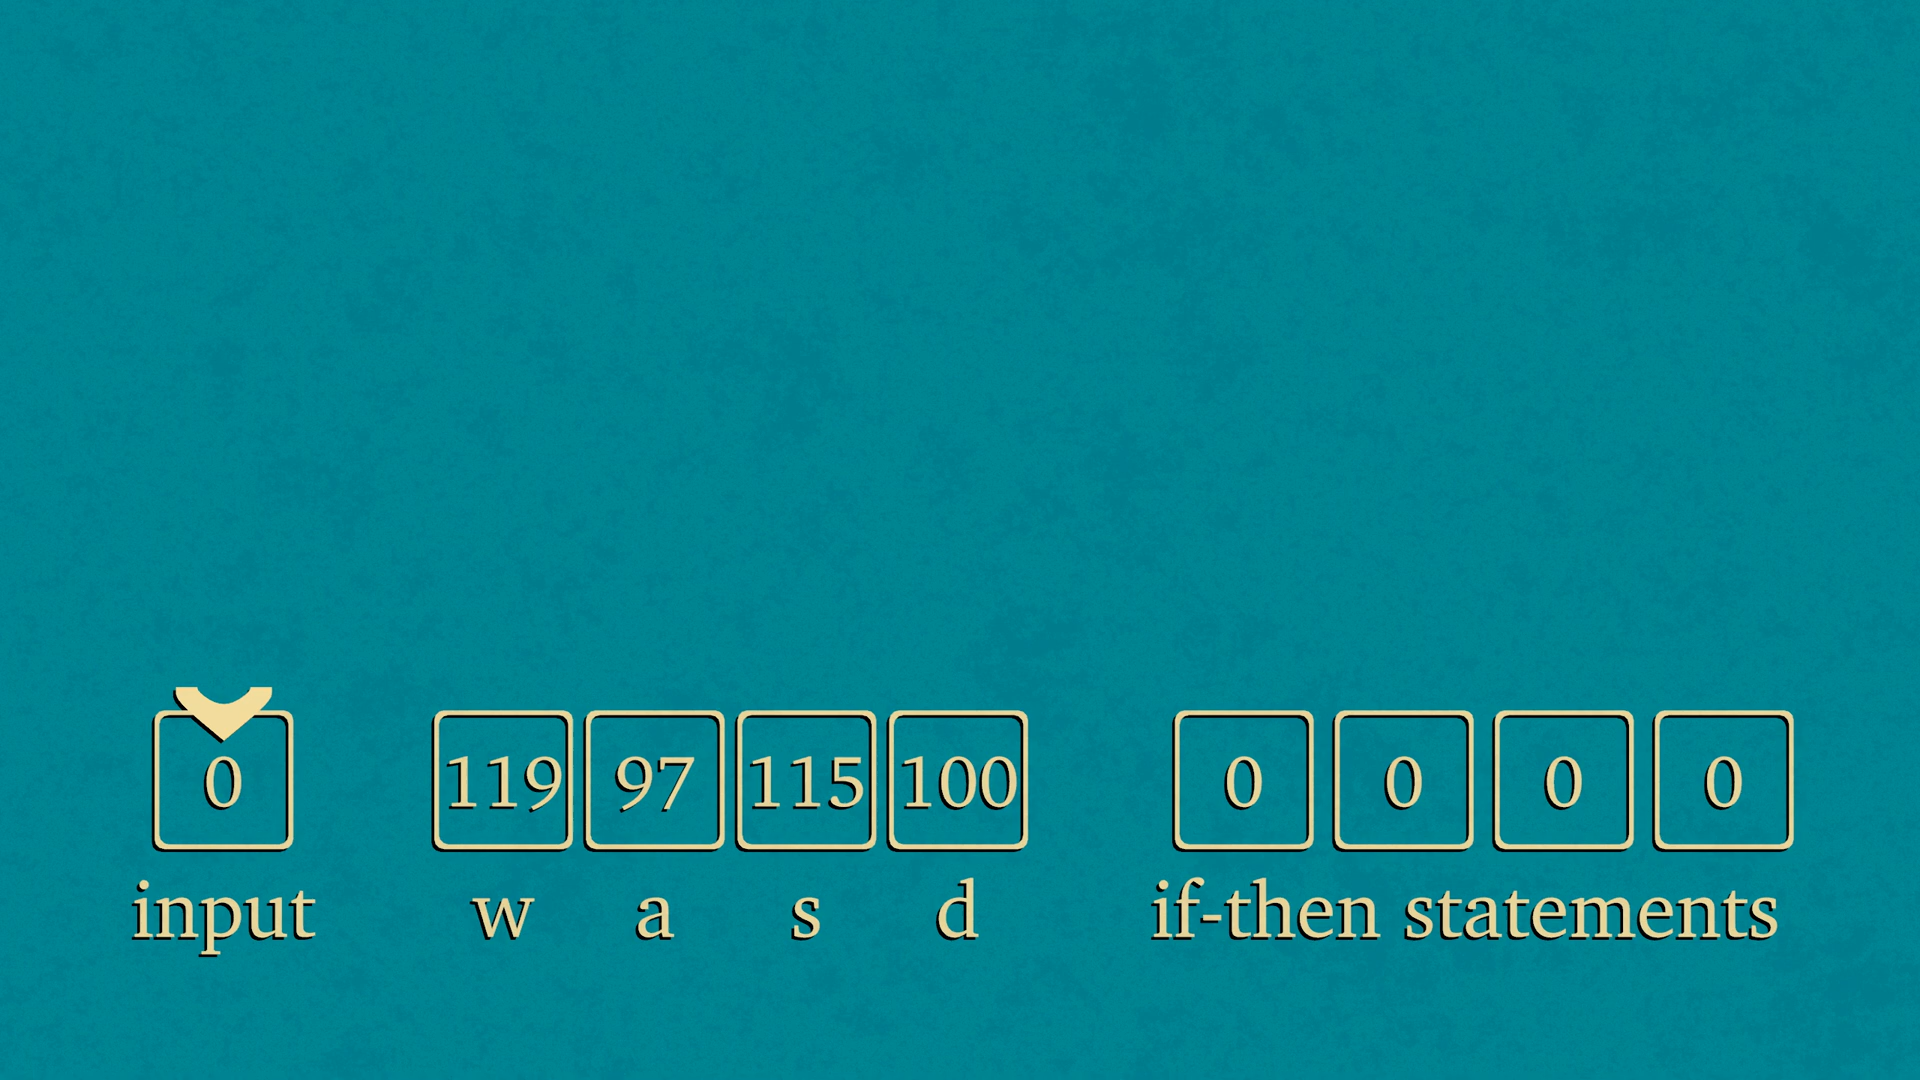 0 119 97 115 100 0 0 0 0
input w a s d if-then statements